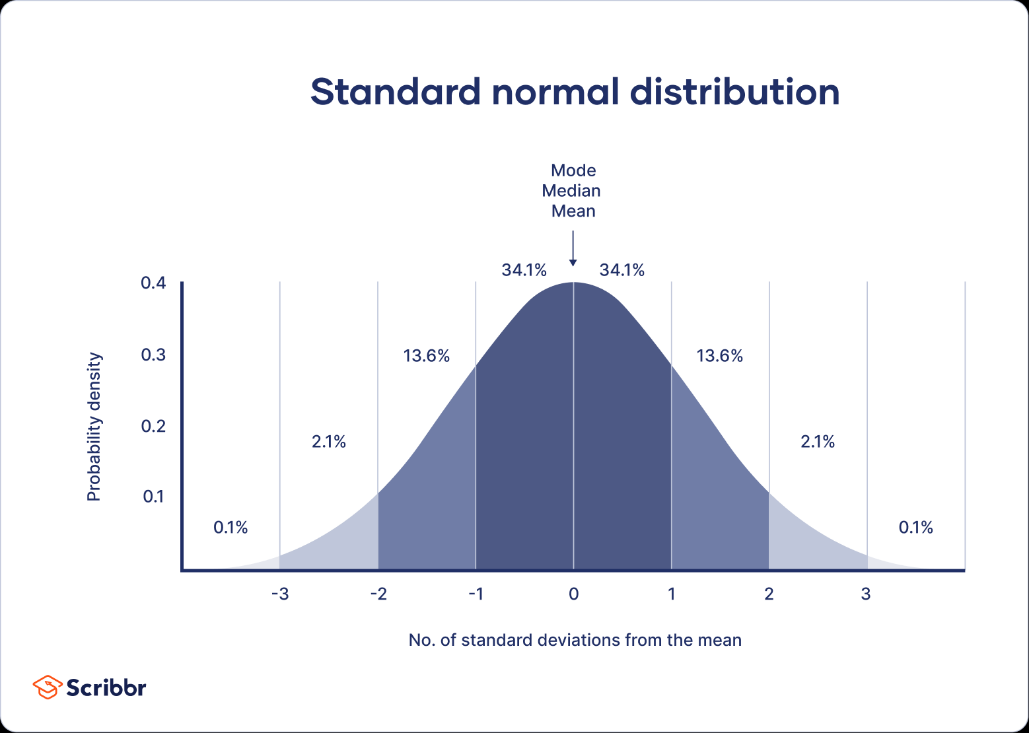 Standard normal distribution
Mode
Median
Mean
34.1% 34.1%
0.4
0.3
13.6% 13.6%
0.2
2.1% 2.1%
0.1
0.1% 0.1%
Probability density
-3 -2 -1 0 1 2 3
No. of standard deviations from the mean
Scribbr